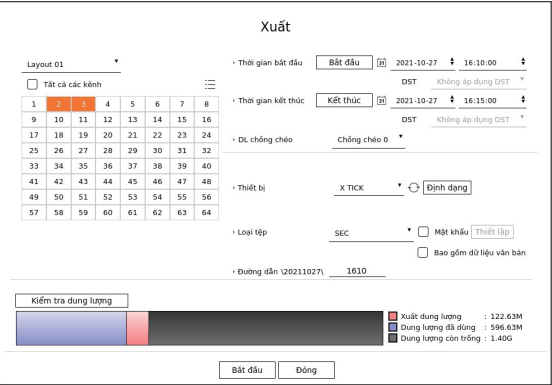 Xuất
Layout 01
Tất cả các kênh
1 2 3 4 5 6 7 8
9 10 11 12 13 14 15 16
17 18 19 20 21 22 23 24
25 26 27 28 29 30 31 32
33 34 35 36 37 38 39 40
41 42 43 44 45 46 47 48
49 50 51 52 53 54 55 56
57 58 59 60 61 62 63 64
Thời gian bắt đầu Bắt đầu 31 2021-10-27 16:10:00
DST Không áp dụng DST
Thời gian kết thúc Kết thúc 31 2021-10-27 16:15:00
DST Không áp dụng DST
DL chồng chéo Chồng chéo 0
Thiết bị X TICK Định dạng
Loại tệp SEC Mật khẩu Thiết lập
Bao gồm dữ liệu văn bản
Đường dẫn \20211027\ 1610
Kiểm tra dung lượng
Xuất dung lượng : 122.63M
Dung lượng đã dùng : 596.63M
Dung lượng còn trống : 1.40G
Bắt đầu Đóng